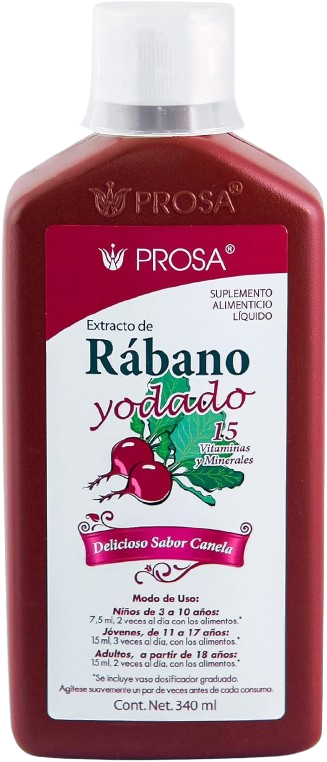 PROSA®
PROSA®
SUPLEMENTO
ALIMENTICIO
LÍQUIDO
Extracto de
Rábano
yodado
15
Vitaminas
y Minerales
Delicioso Sabor Canela
Modo de Uso:
Niños de 3 a 10 años:
7,5 ml, 2 veces al día, con los alimentos.*
Jóvenes, de 11 a 17 años:
15 ml, 3 veces al día, con los alimentos.*
Adultos, a partir de 18 años:
15 ml, 2 veces al día, con los alimentos.*
*Se incluye vaso dosificador graduado.
Agítese suavemente un par de veces antes de cada consumo.
Cont. Net. 340 ml